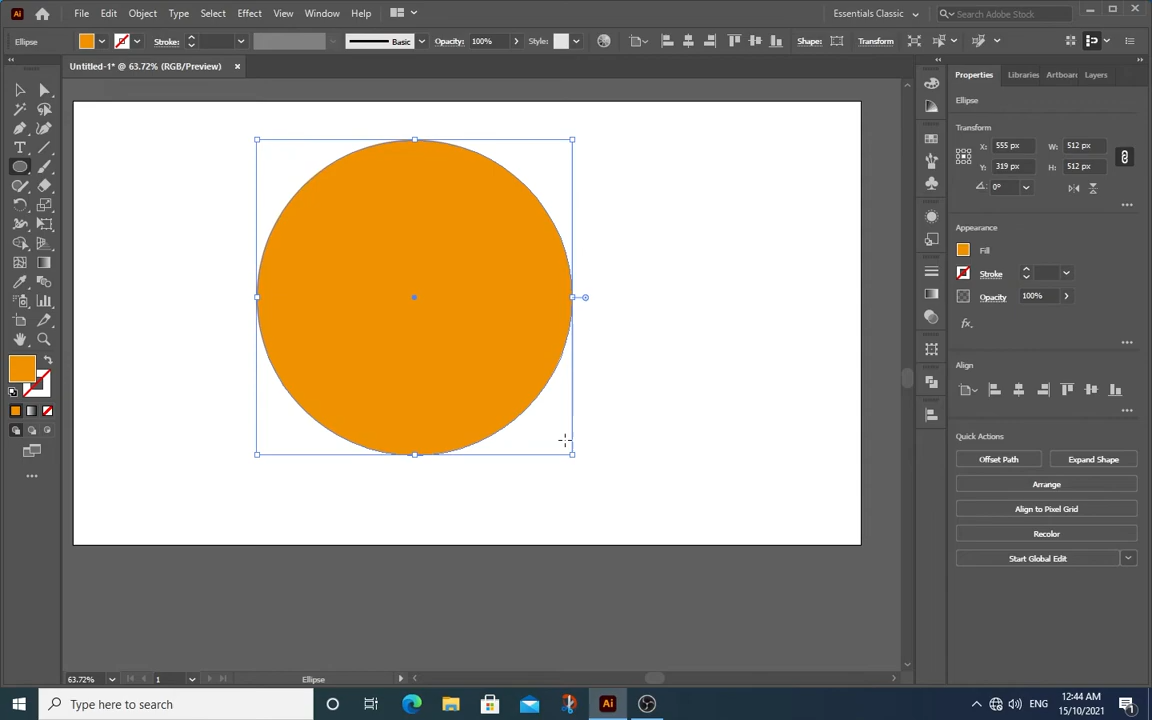 Ai File Edit Object Type Select Effect View Window Help Essentials Classic Search Adobe Stock
Ellipse Stroke: Basic Opacity: 100% Style: Shape: Transform
Untitled-1* @ 63.72% (RGB/Preview) ×
Properties Libraries Artboar Layers
Ellipse
Transform
X: 555 px W: 512 px
Y: 319 px H: 512 px
0°
Appearance
Fill
Stroke
Opacity 100%
fx.
Align
Quick Actions
Offset Path Expand Shape
Arrange
Align to Pixel Grid
Recolor
Start Global Edit
63.72% 1 Ellipse
Type here to search Ai ENG 12:44 AM
15/10/2021 1